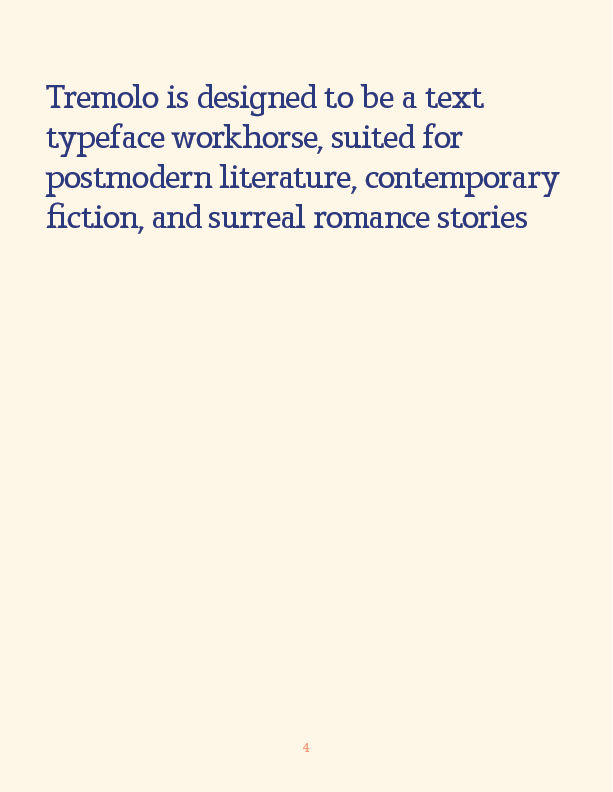 Tremolo is designed to be a text
typeface workhorse, suited for
postmodern literature, contemporary
fiction, and surreal romance stories
4